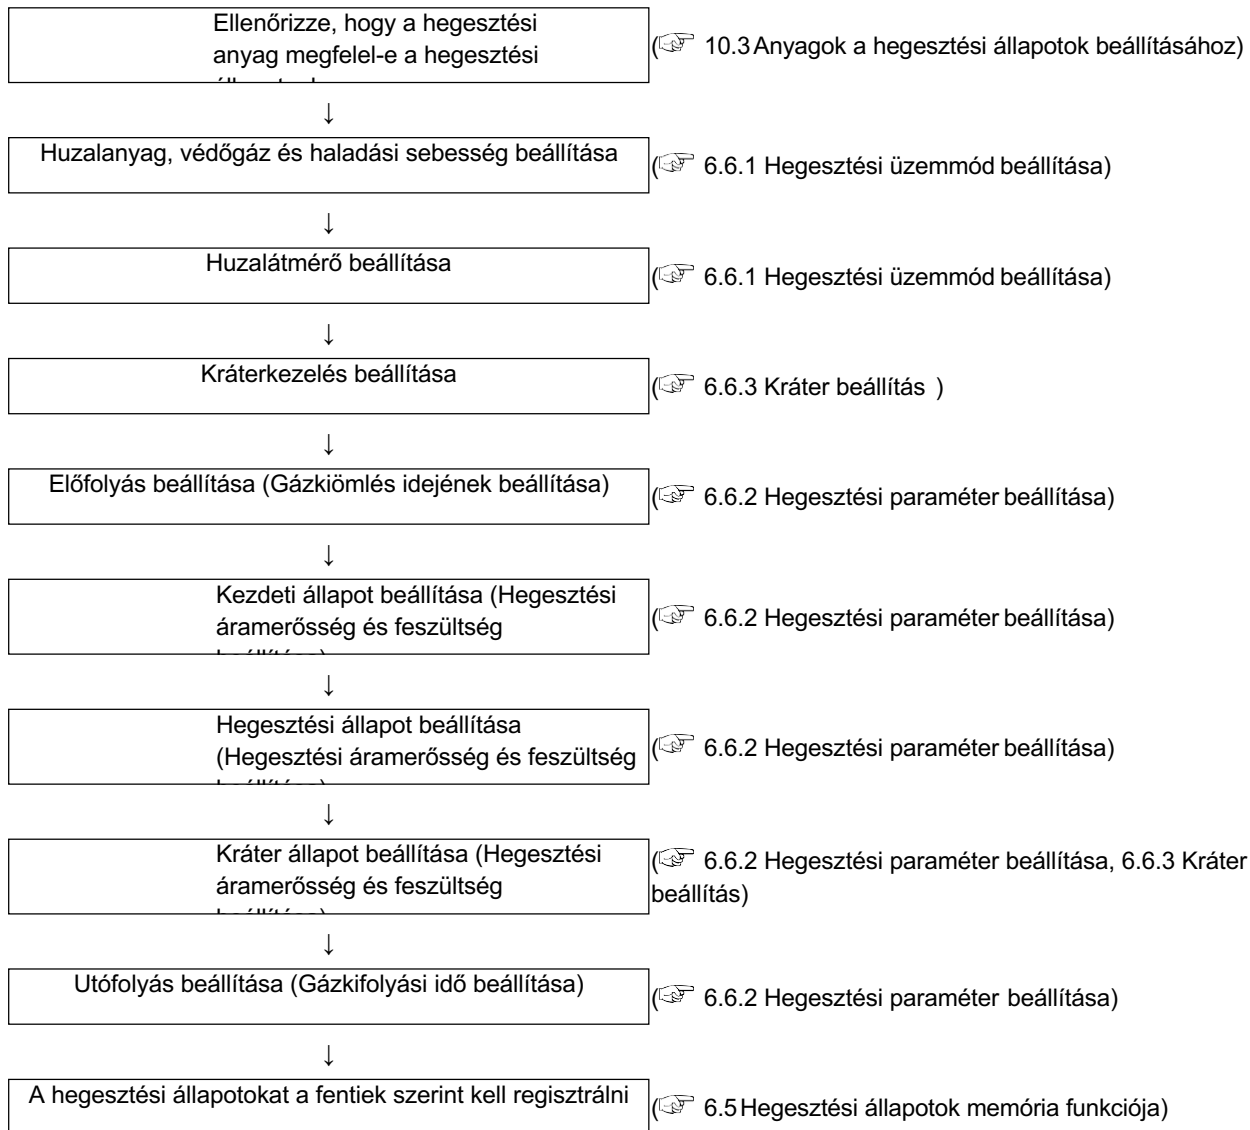 Ellenőrizze, hogy a hegesztési
anyag megfelel-e a hegesztési
(☞ 10.3 Anyagok a hegesztési állapotok beállításához)
↓
Huzalanyag, védőgáz és haladási sebesség beállítása
(☞ 6.6.1 Hegesztési üzemmód beállítása)
↓
Huzalátmérő beállítása
(☞ 6.6.1 Hegesztési üzemmód beállítása)
↓
Kráterkezelés beállítása
(☞ 6.6.3 Kráter beállítás )
↓
Előfolyás beállítása (Gázkiömlés idejének beállítása)
(☞ 6.6.2 Hegesztési paraméter beállítása)
↓
Kezdeti állapot beállítása (Hegesztési
áramerősség és feszültség
(☞ 6.6.2 Hegesztési paraméter beállítása)
↓
Hegesztési állapot beállítása
(Hegesztési áramerősség és feszültség
(☞ 6.6.2 Hegesztési paraméter beállítása)
↓
Kráter állapot beállítása (Hegesztési
áramerősség és feszültség
(☞ 6.6.2 Hegesztési paraméter beállítása, 6.6.3 Kráter
beállítás)
↓
Utófolyás beállítása (Gázkifolyási idő beállítása)
(☞ 6.6.2 Hegesztési paraméter beállítása)
↓
A hegesztési állapotokat a fentiek szerint kell regisztrálni
(☞ 6.5 Hegesztési állapotok memória funkciója)